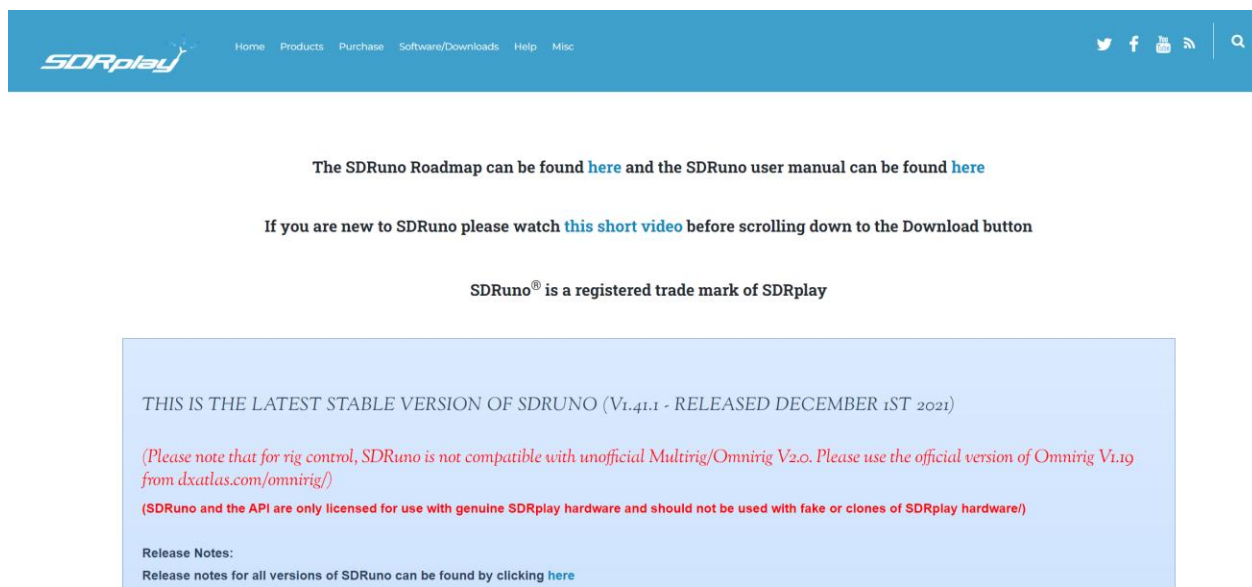 SDRplay
Home Products Purchase Software/Downloads Help Misc
You Tube
The SDRuno Roadmap can be found here and the SDRuno user manual can be found here
If you are new to SDRuno please watch this short video before scrolling down to the Download button
SDRuno® is a registered trade mark of SDRplay
THIS IS THE LATEST STABLE VERSION OF SDRUNO (V1.41.1 - RELEASED DECEMBER 1ST 2021)
(Please note that for rig control, SDRuno is not compatible with unofficial Multirig/Omnirig V2.0. Please use the official version of Omnirig V1.19
from dxatlas.com/omnirig/)
(SDRuno and the API are only licensed for use with genuine SDRplay hardware and should not be used with fake or clones of SDRplay hardware/)
Release Notes:
Release notes for all versions of SDRuno can be found by clicking here